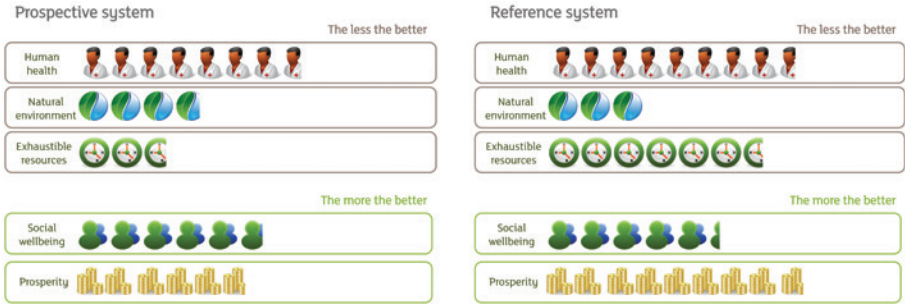 Prospective system
The less the better
Human
health
Natural
environment
Exhaustible
resources
The more the better
Social
wellbeing
Prosperity
Reference system
The less the better
Human
health
Natural
environment
Exhaustible
resources
The more the better
Social
wellbeing
Prosperity